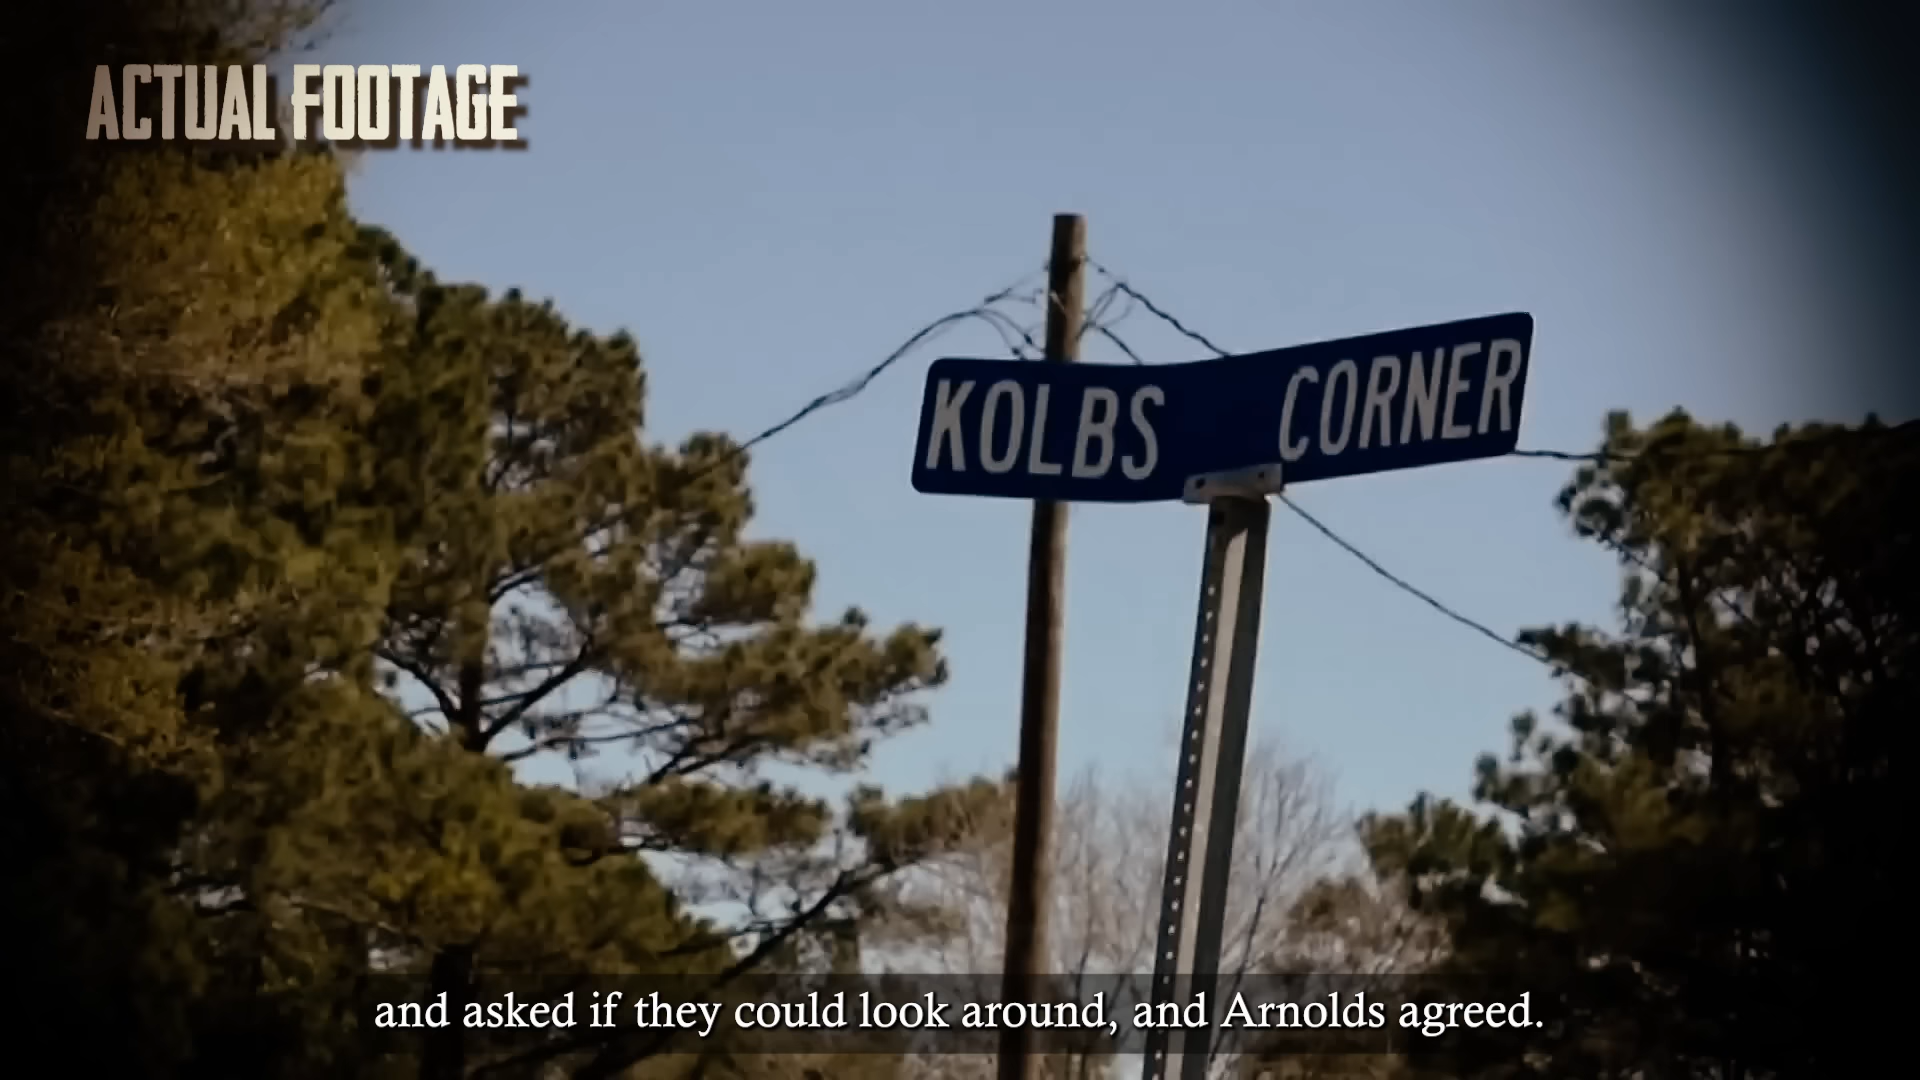 ACTUAL FOOTAGE
KOLBS CORNER
and asked if they could look around, and Arnolds agreed.